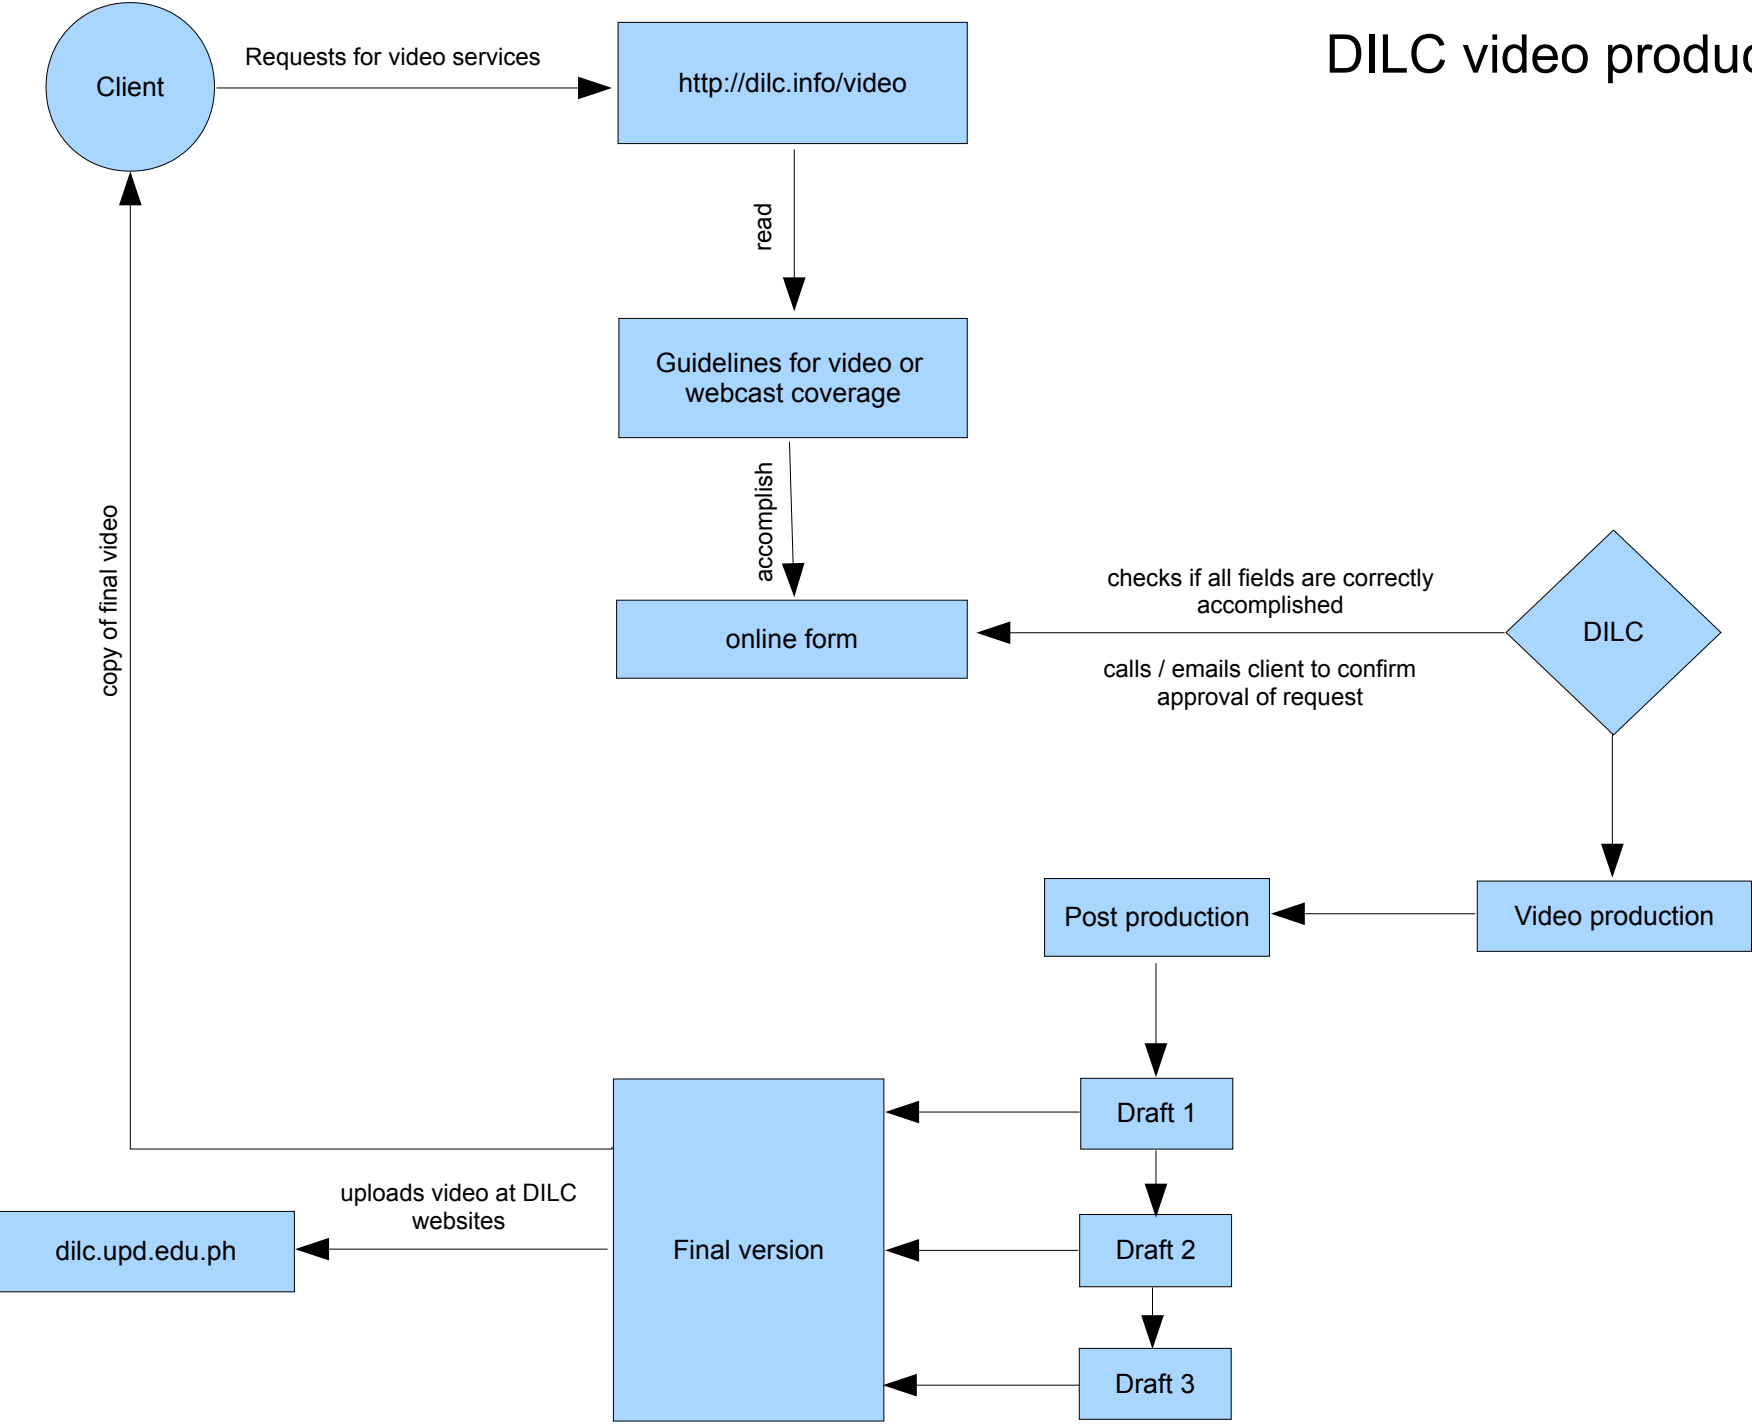 DILC video produc
Client
Requests for video services
http://dilc.info/video
read
Guidelines for video or
webcast coverage
accomplish
copy of final video
checks if all fields are correctly
accomplished
online form
DILC
calls / emails client to confirm
approval of request
Post production
Video production
Draft 1
uploads video at DILC
websites
dilc.upd.edu.ph
Final version
Draft 2
Draft 3